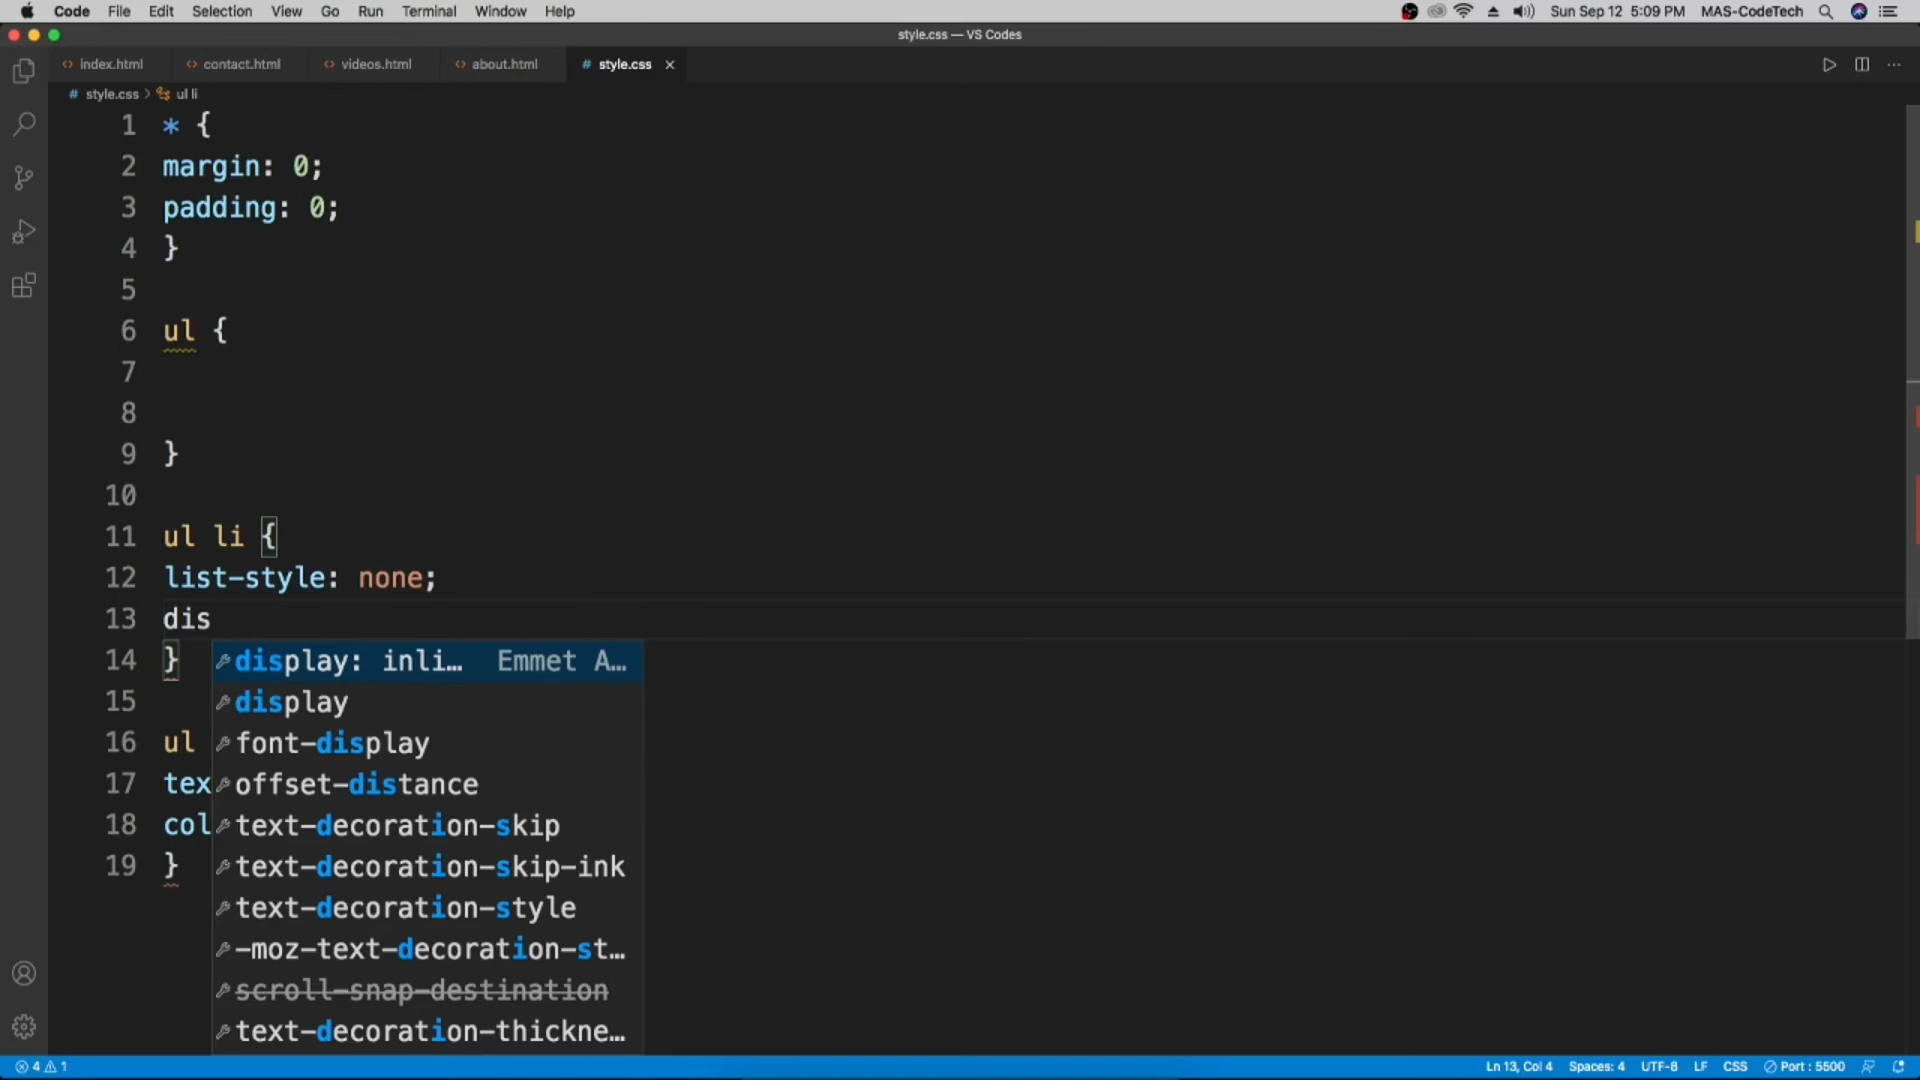 Code File Edit Selection View Go Run Terminal Window Help Sun Sep 12 5:09 PM MAS-CodeTech
style.css — VS Codes
index.html contact.html videos.html about.html # style.css
# style.css > ul li
1 * {
2 margin: 0;
3 padding: 0;
4 }
5
6 ul {
7
8
9 }
10
11 ul li {
12 list-style: none;
13 dis
14 } display: inli… Emmet A…
15 display
16 ul font-display
17 tex offset-distance
18 col text-decoration-skip
19 } text-decoration-skip-ink
text-decoration-style
-moz-text-decoration-st…
scroll-snap-destination
text-decoration-thickne…
4 1 Ln 13, Col 4 Spaces: 4 UTF-8 LF CSS Port : 5500